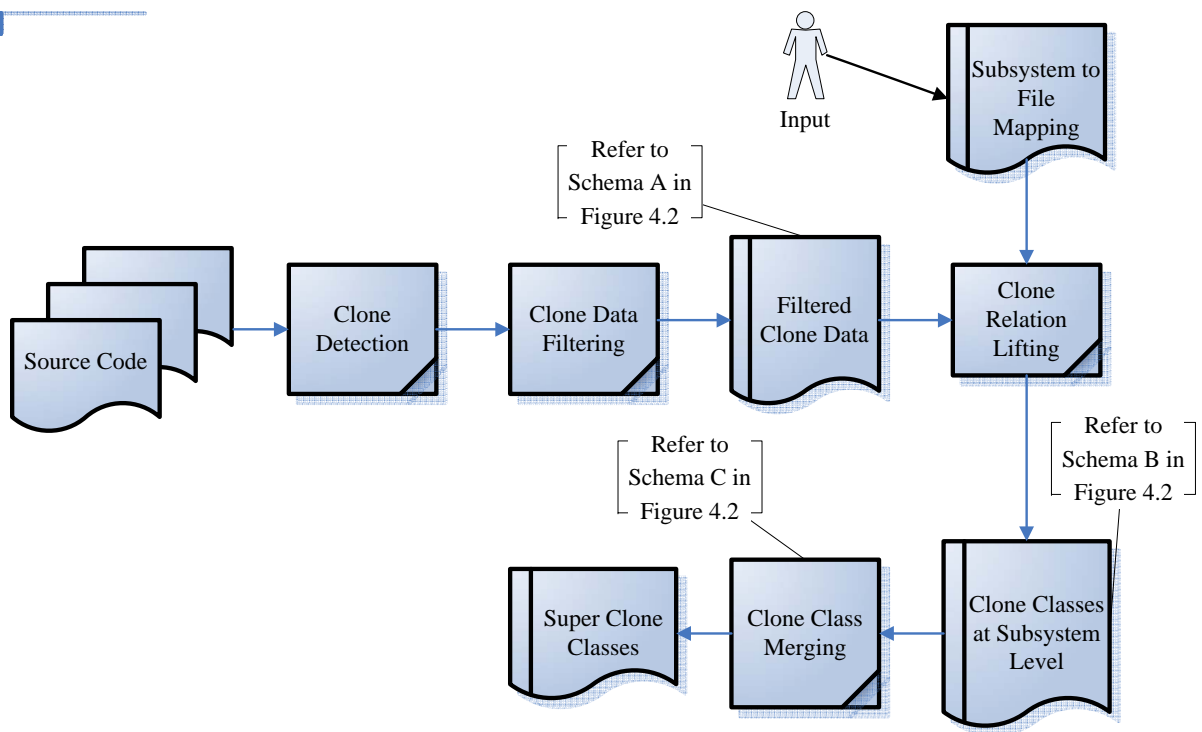 Input
Subsystem to
File
Mapping
Refer to
Schema A in
Figure 4.2
Source Code
Clone
Detection
Clone Data
Filtering
Filtered
Clone Data
Clone
Relation
Lifting
Refer to
Schema C in
Figure 4.2
Refer to
Schema B in
Figure 4.2
Super Clone
Classes
Clone Class
Merging
Clone Classes
at Subsystem
Level